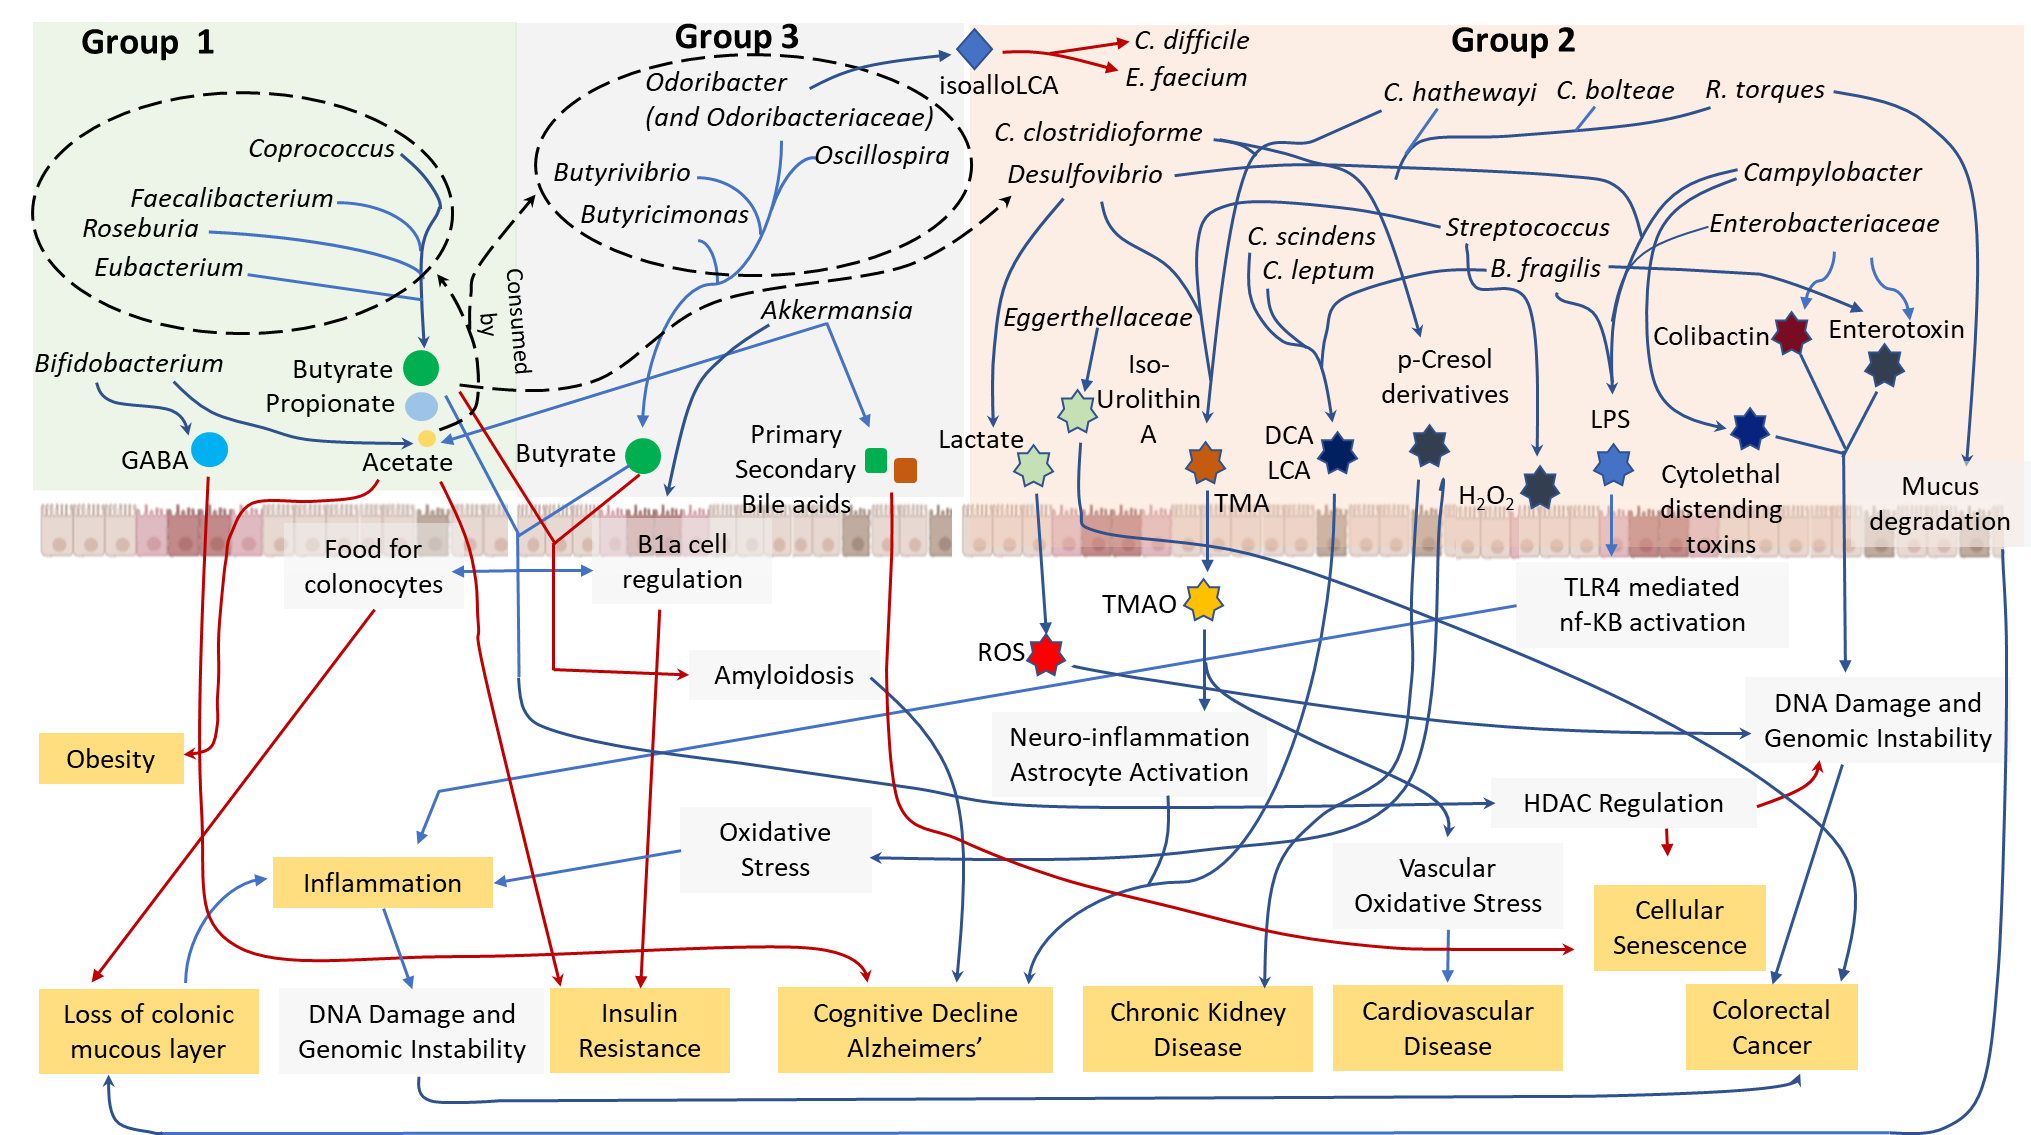 Group 1
Group 3
Group 2
Coprococcus
Faecalibacterium
Roseburia
Eubacterium
Bifidobacterium
Butyrate
Propionate
Acetate
GABA
Consumed
by
Odoribacter
(and Odoribacteriaceae)
Oscillospira
Butyrivibrio
Butyricimonas
Akkermansia
Butyrate
Primary
Secondary
Bile acids
isoalloLCA
C. difficile
E. faecium
C. hathewayi
C. bolteae
R. torques
C. clostridioforme
Desulfovibrio
Campylobacter
Streptococcus
Enterobacteriaceae
C. scindens
C. leptum
B. fragilis
Eggerthellaceae
Iso-
Urolithin
A
Lactate
TMA
DCA
LCA
p-Cresol
derivatives
H2O2
LPS
Colibactin
Enterotoxin
Cytolethal
distending
toxins
Mucus
degradation
Food for
colonocytes
B1a cell
regulation
TMAO
ROS
TLR4 mediated
nf-KB activation
Amyloidosis
Neuro-inflammation
Astrocyte Activation
DNA Damage and
Genomic Instability
Obesity
HDAC Regulation
Oxidative
Stress
Vascular
Oxidative Stress
Inflammation
Cellular
Senescence
Loss of colonic
mucous layer
DNA Damage and
Genomic Instability
Insulin
Resistance
Cognitive Decline
Alzheimers’
Chronic Kidney
Disease
Cardiovascular
Disease
Colorectal
Cancer